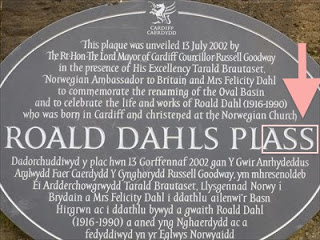 CARDIFF
CAERDYDD
This plaque was unveiled 13 July 2002 by
The Rt·Hon·The Lord Mayor of Cardiff Councillor Russell Goodway
in the presence of His Excellency Tarald Brautaset,
Norwegian Ambassador to Britain and Mrs Felicity Dahl
to commemorate the renaming of the Oval Basin
and to celebrate the life and works of Roald Dahl (1916-1990)
who was born in Cardiff and christened at the Norwegian Church
ROALD DAHLS PLASS
Dadorchuddiwyd y plac hwn 13 Gorffennaf 2002 gan Y Gwir Anrhydeddus
Arglwydd Faer Caerdydd Y Cynghorydd Russell Goodway, ym mhresenoldeb
Ei Ardderchowgrwydd Tarald Brautaset, Llysgennad Norwy i
Brydain a Mrs Felicity Dahl i ddathlu ailenwi'r Basn
Hirgrwn ac i ddathlu bywyd a gwaith Roald Dahl
(1916-1990) a aned yng Nghaerdydd ac a
fedyddiwyd yn yr Eglwys Norwyaidd